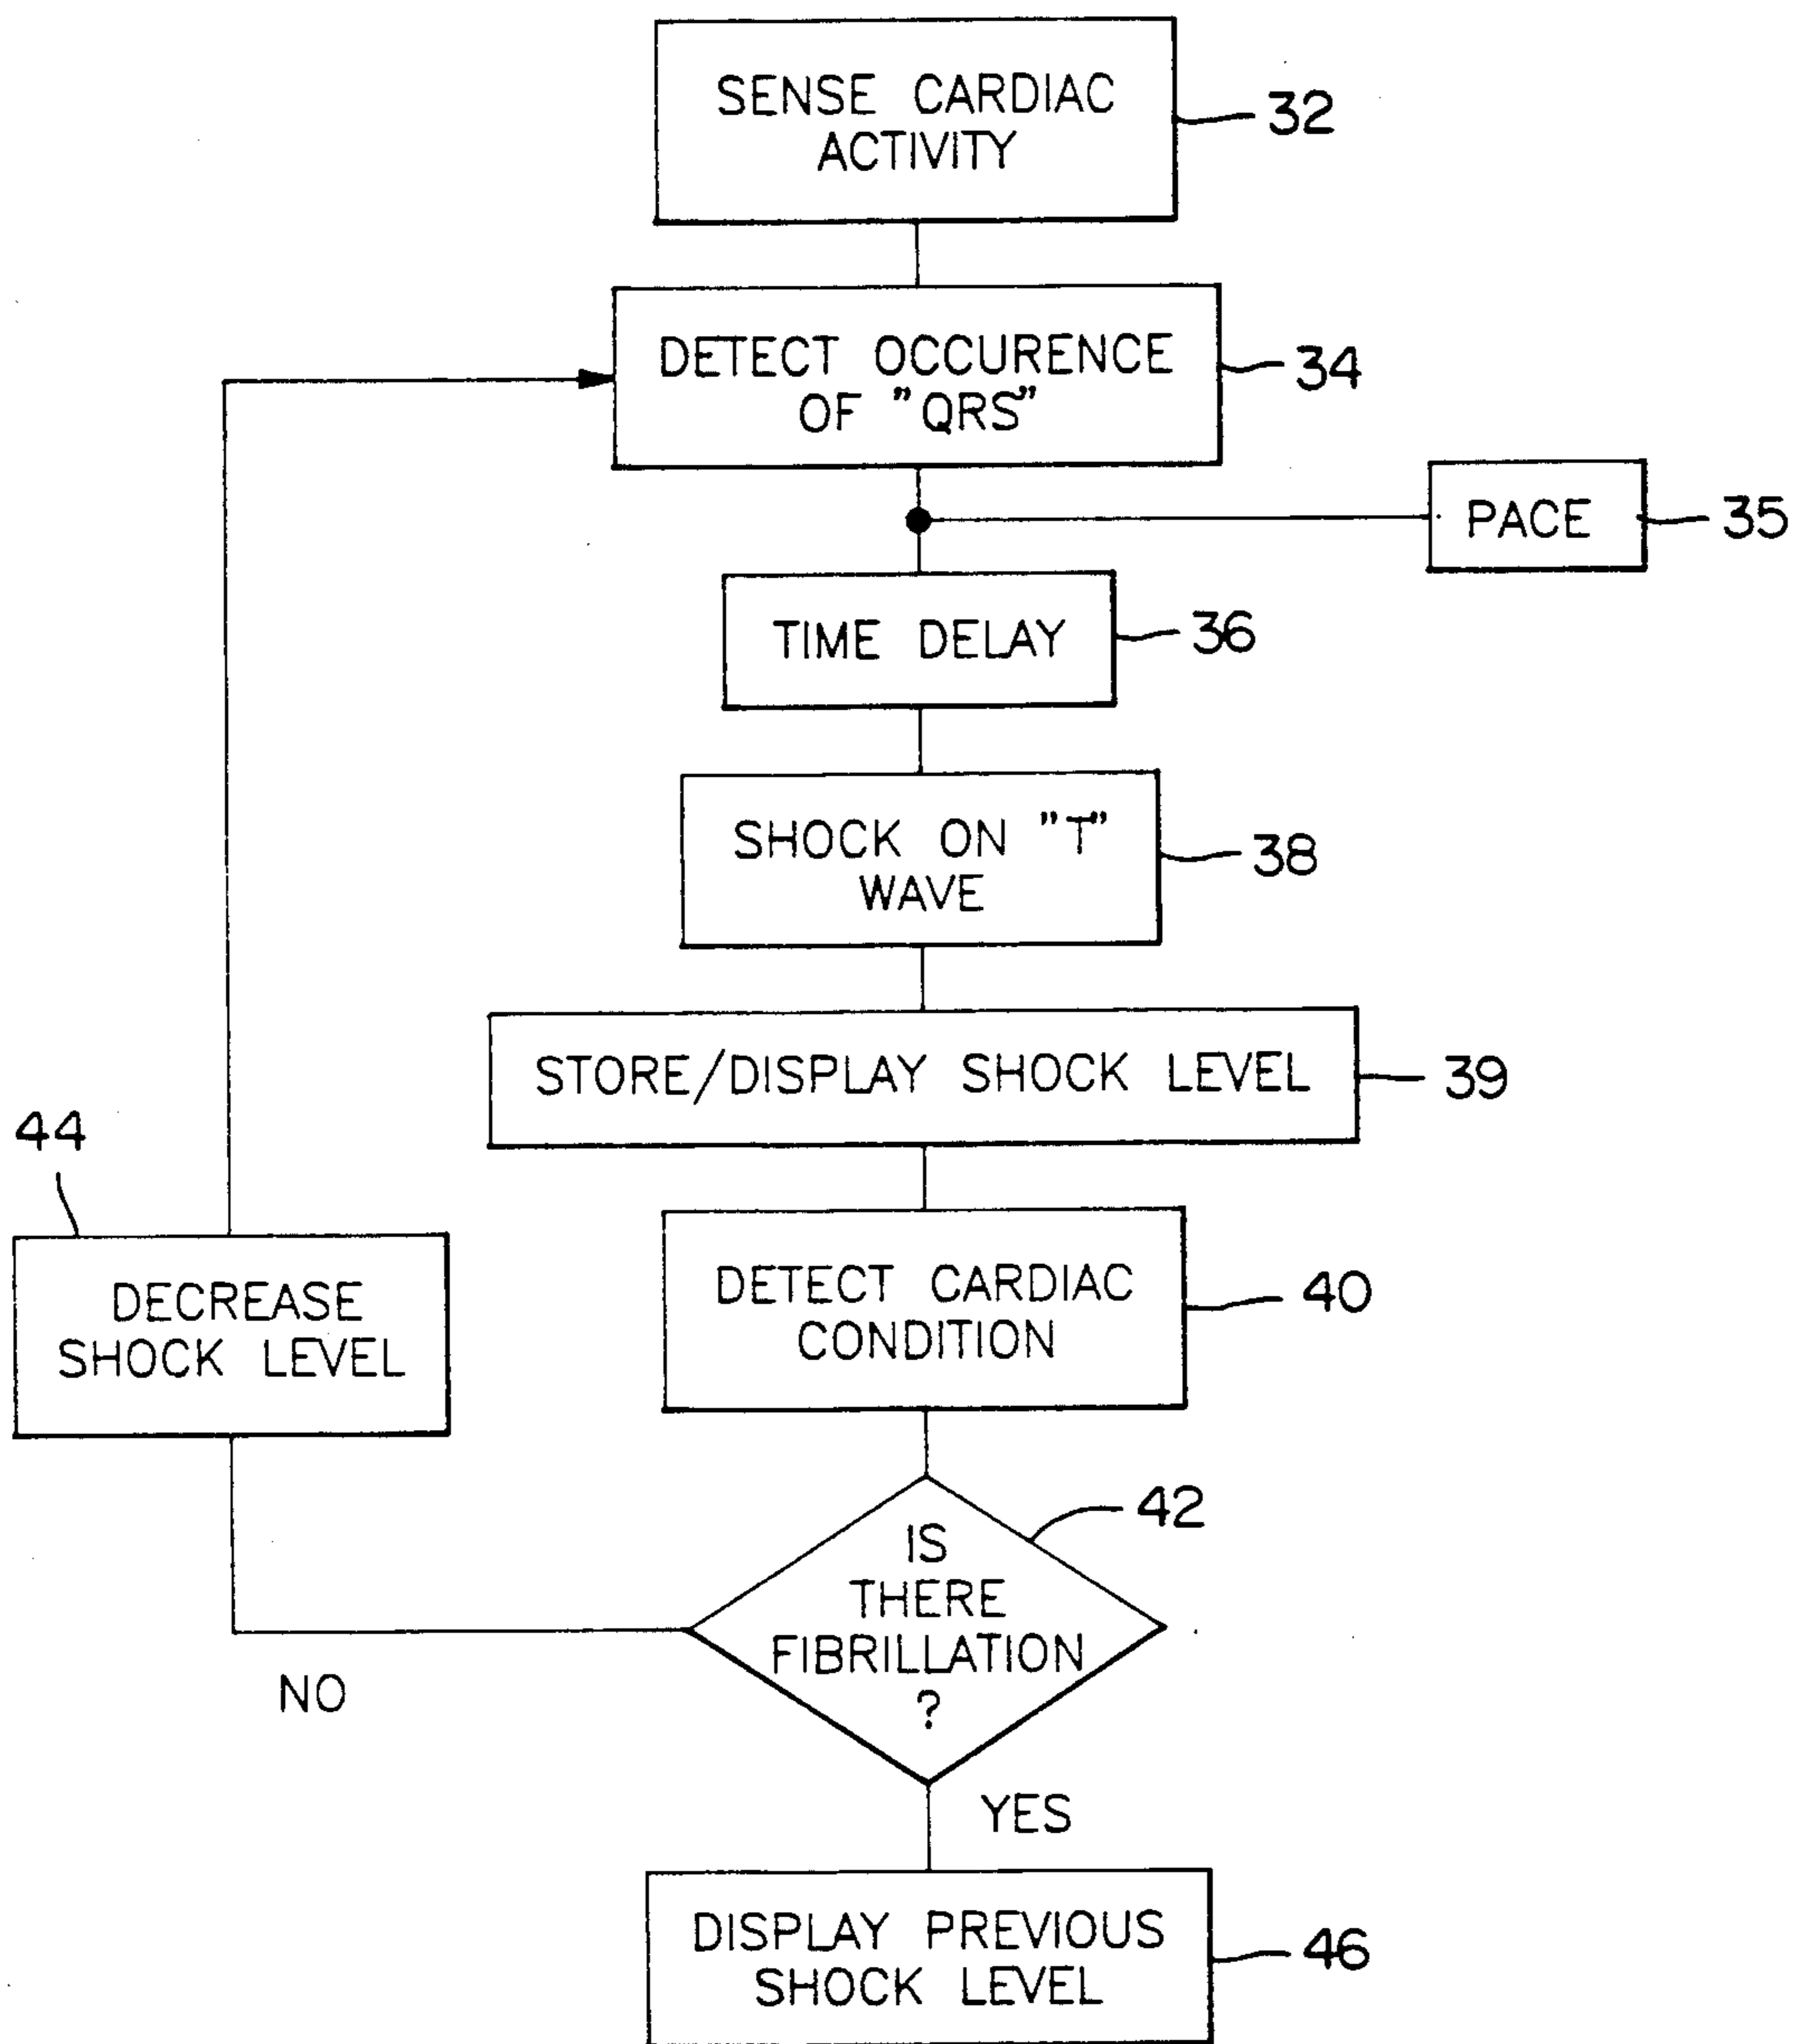 SENSE CARDIAC
ACTIVITY
32
DETECT OCCURENCE
OF "QRS"
34
PACE
35
TIME DELAY
36
SHOCK ON "T"
WAVE
38
STORE/DISPLAY SHOCK LEVEL
39
44
DECREASE
SHOCK LEVEL
DETECT CARDIAC
CONDITION
40
IS
THERE
FIBRILLATION
?
42
NO
YES
DISPLAY PREVIOUS
SHOCK LEVEL
46